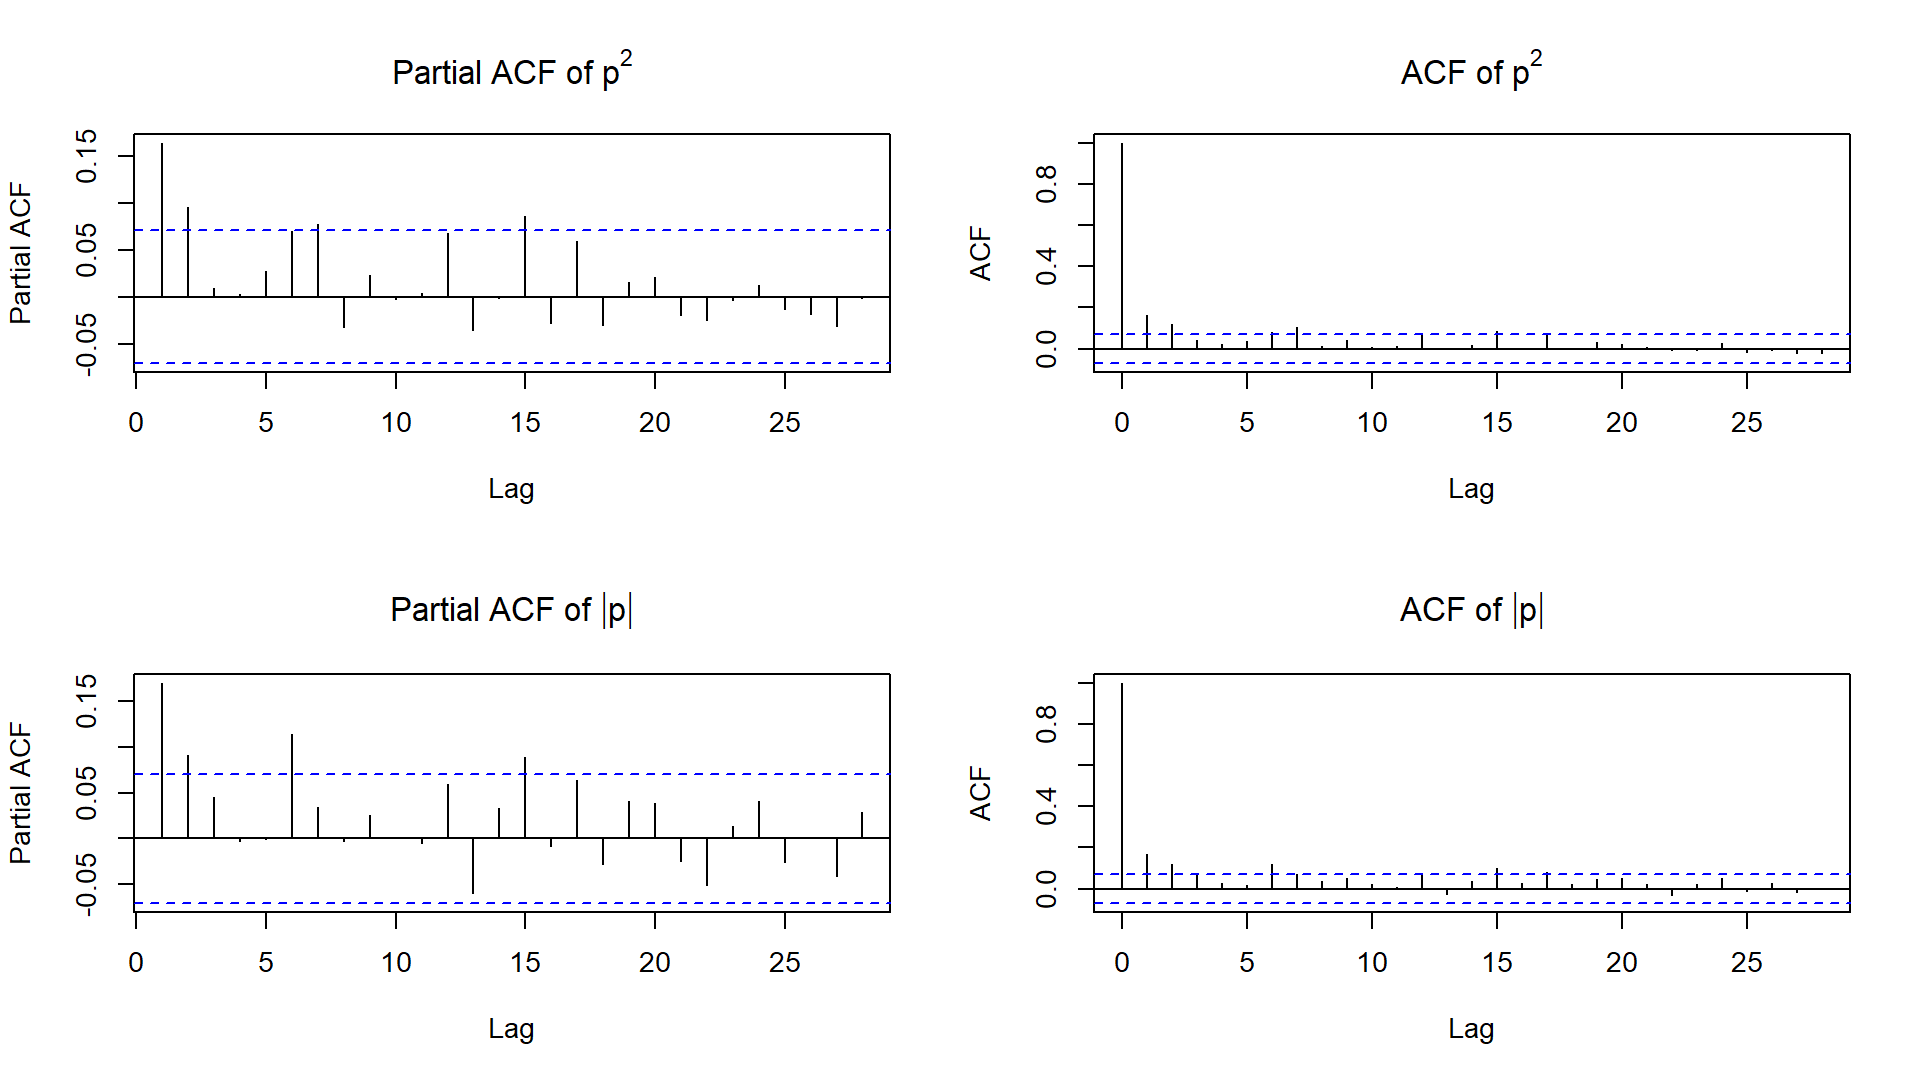 Partial ACF of p²
Partial ACF
0.15
0.05
-0.05
0 5 10 15 20 25
Lag
ACF of p²
ACF
0.8
0.4
0.0
0 5 10 15 20 25
Lag
Partial ACF of |p|
Partial ACF
0.15
0.05
-0.05
0 5 10 15 20 25
Lag
ACF of |p|
ACF
0.8
0.4
0.0
0 5 10 15 20 25
Lag